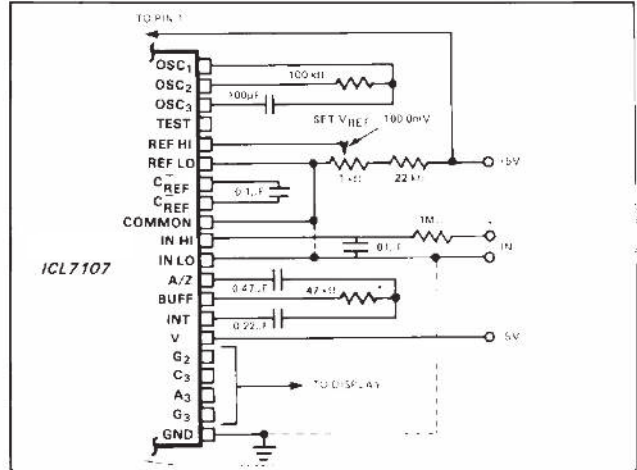 TO PIN 1
OSC1
OSC2
OSC3
TEST
REF HI
REF LO
CREF
CREF
COMMON
IN HI
IN LO
A/Z
BUFF
INT
V
G2
C3
A3
G3
GND
ICL7107
100 kΩ
SET VREF
100.0mV
1 kΩ
22 kΩ
+5V
0.1µF
1M
IN
0.47µF
47 kΩ
0.22µF
5V
TO DISPLAY